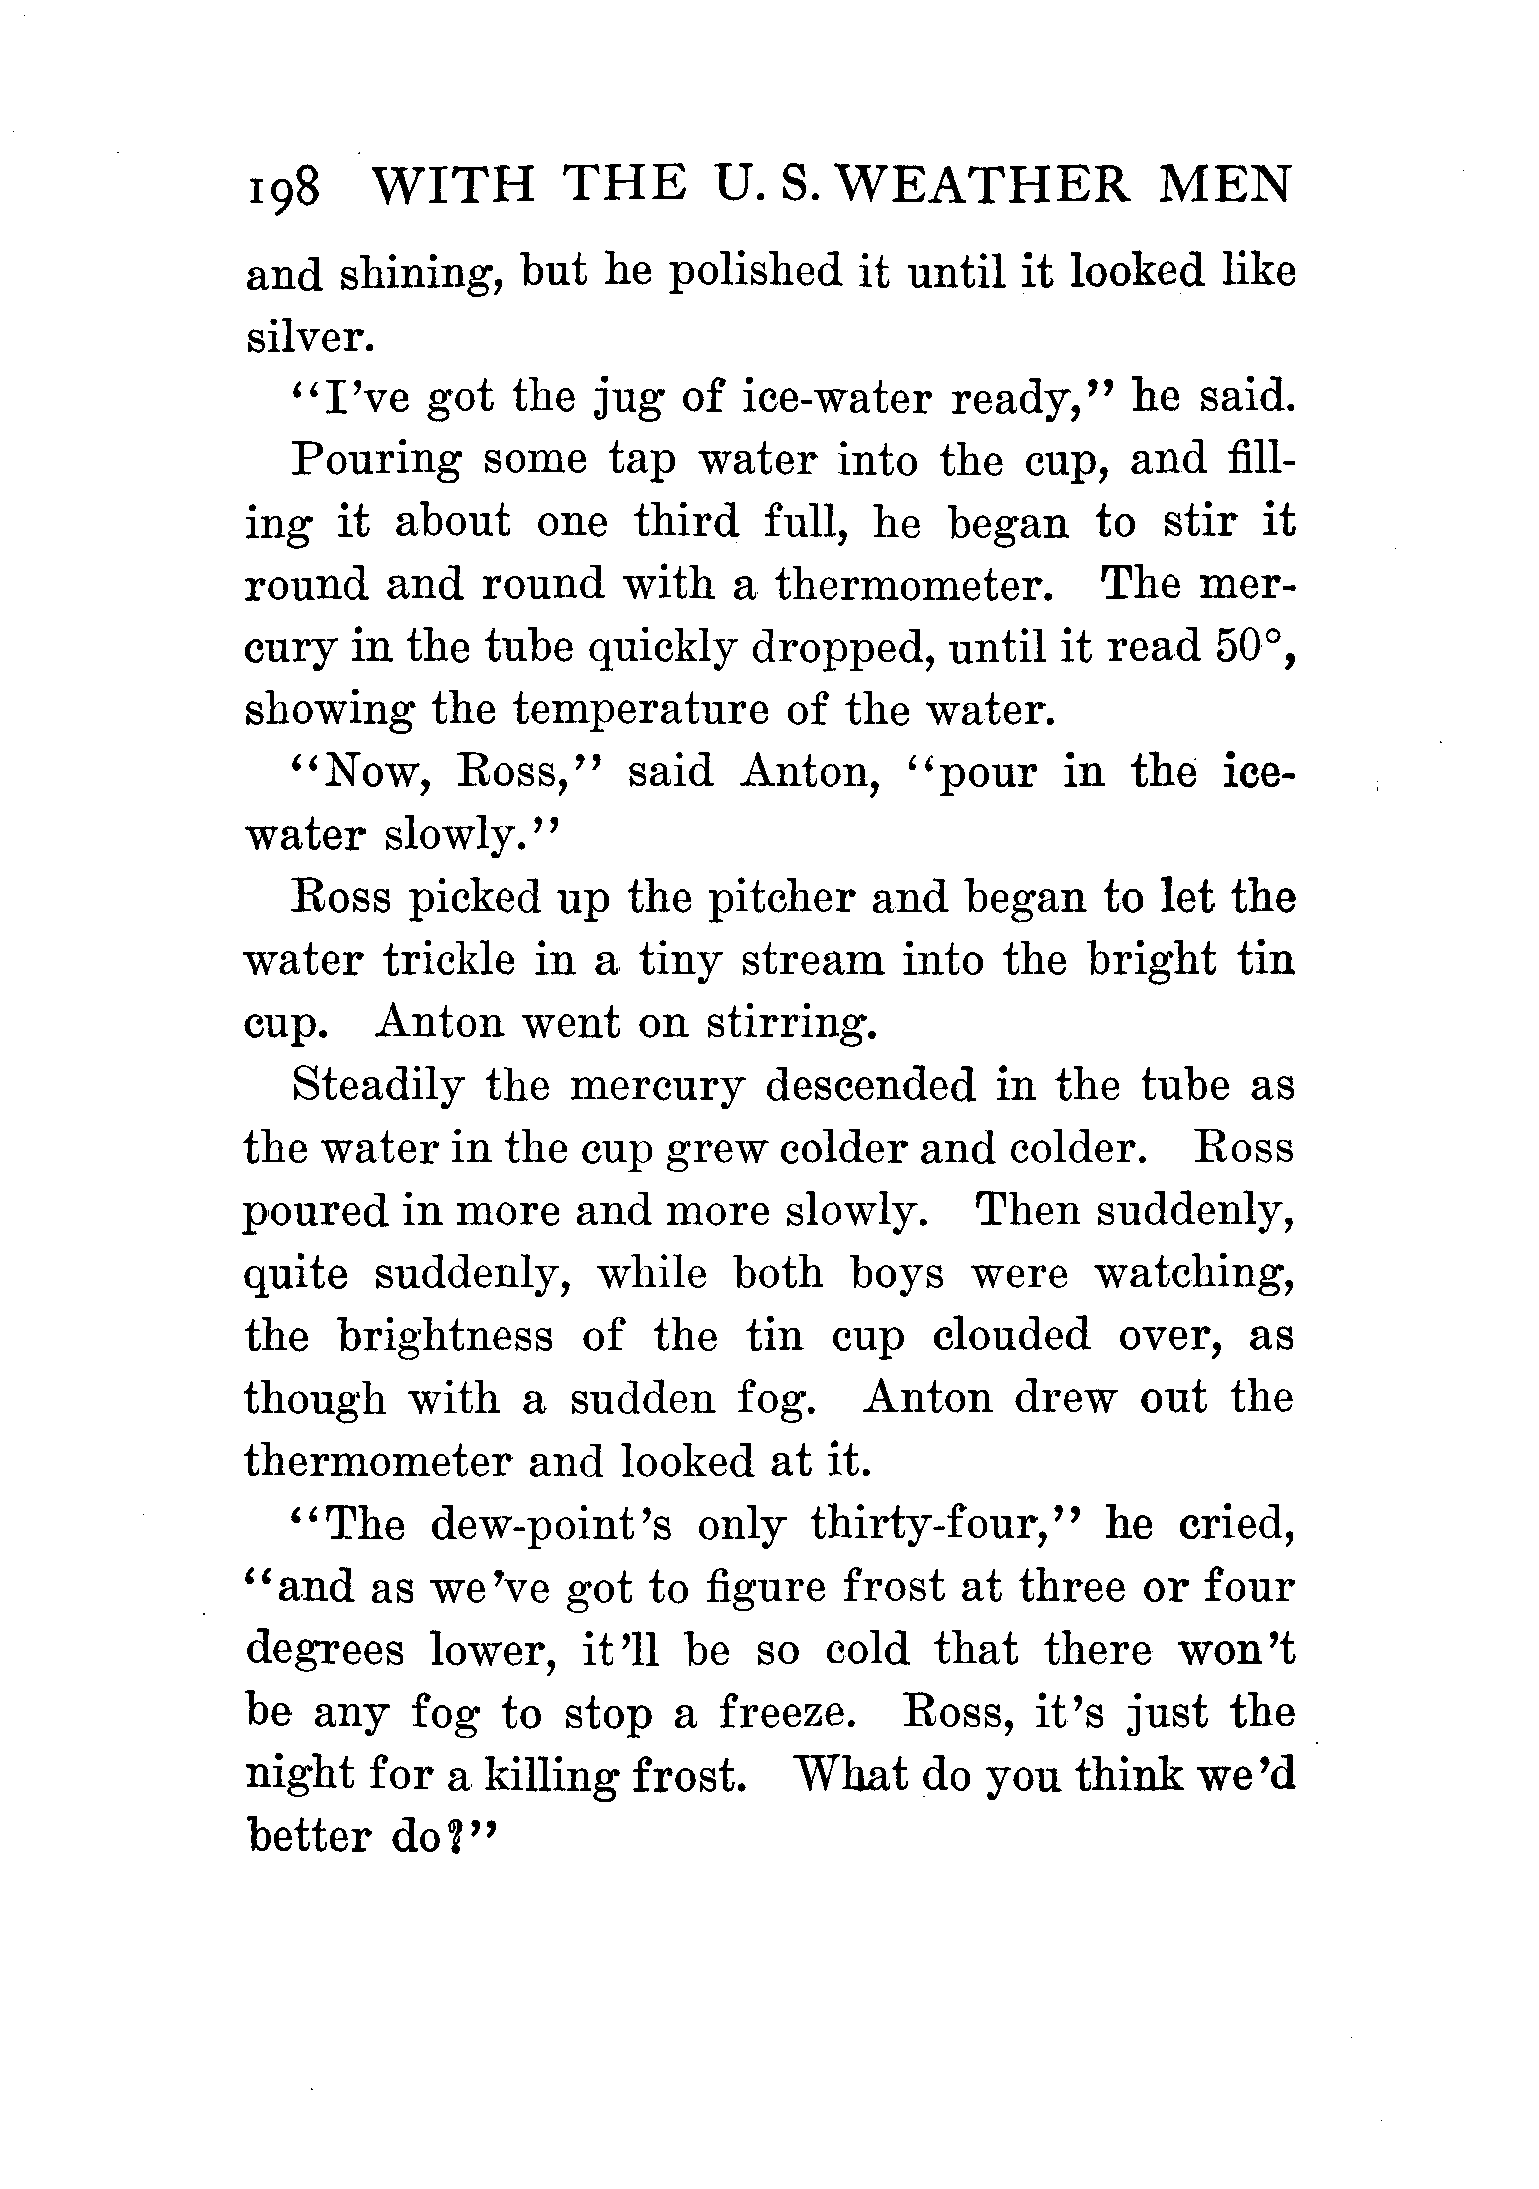 198 WITH THE U. S. WEATHER MEN
and shining, but he polished it until it looked like
silver.
“I’ve got the jug of ice-water ready,” he said.
Pouring some tap water into the cup, and fill-
ing it about one third full, he began to stir it
round and round with a thermometer. The mer-
cury in the tube quickly dropped, until it read 50°,
showing the temperature of the water.
“Now, Ross,” said Anton, “pour in the ice-
water slowly.”
Ross picked up the pitcher and began to let the
water trickle in a tiny stream into the bright tin
cup. Anton went on stirring.
Steadily the mercury descended in the tube as
the water in the cup grew colder and colder. Ross
poured in more and more slowly. Then suddenly,
quite suddenly, while both boys were watching,
the brightness of the tin cup clouded over, as
though with a sudden fog. Anton drew out the
thermometer and looked at it.
“The dew-point’s only thirty-four,” he cried,
“and as we’ve got to figure frost at three or four
degrees lower, it’ll be so cold that there won’t
be any fog to stop a freeze. Ross, it’s just the
night for a killing frost. What do you think we’d
better do?”